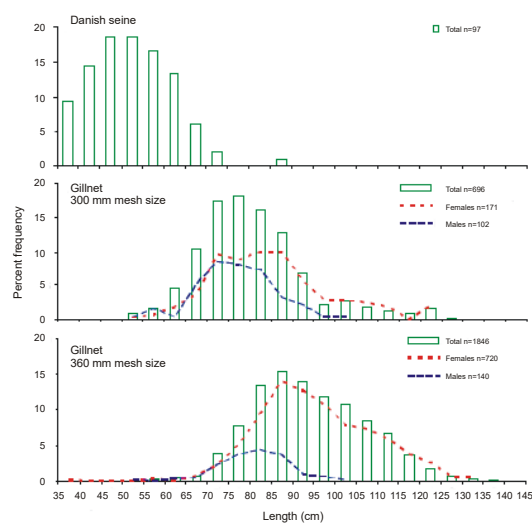 Danish seine
Total n=97
20
15
10
5
0
Gillnet
300 mm mesh size
Total n=696
Females n=171
Males n=102
20
15
10
5
0
Percent frequency
Gillnet
360 mm mesh size
Total n=1846
Females n=720
Males n=140
20
15
10
5
0
35 40 45 50 55 60 65 70 75 80 85 90 95 100 105 110 115 120 125 130 135 140 145
Length (cm)